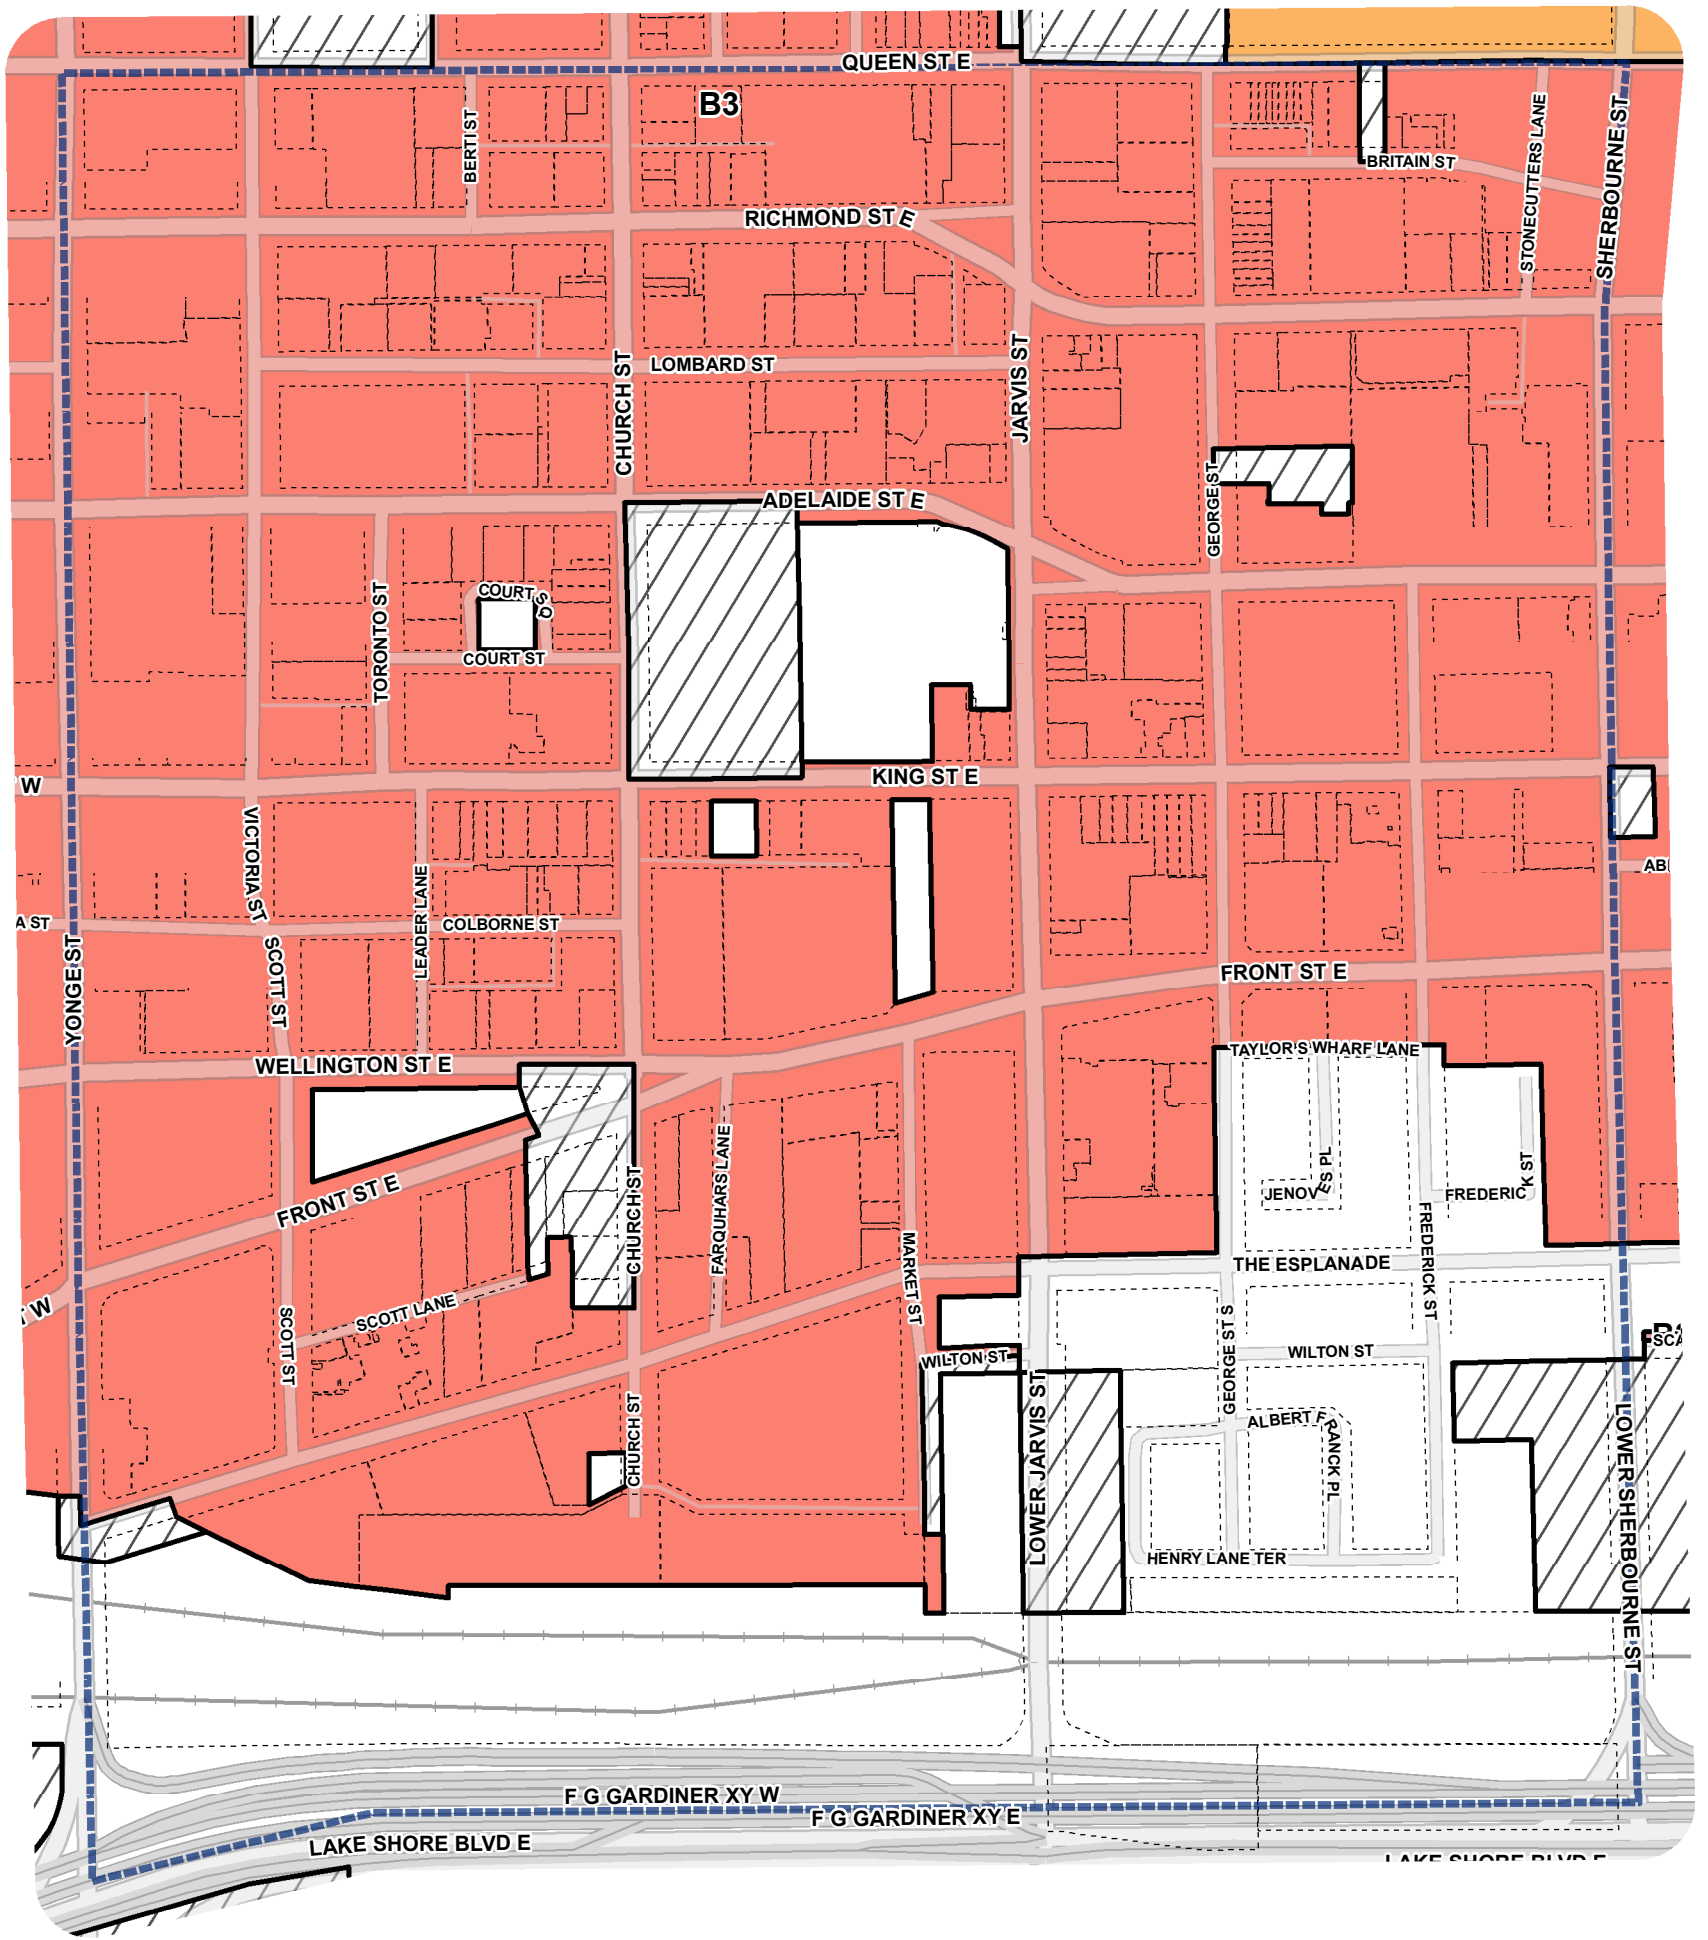 QUEEN ST E
B3
BERTI ST
STONECUTTERS LANE
SHERBOURNE ST
BRITAIN ST
RICHMOND ST E
CHURCH ST
LOMBARD ST
JARVIS ST
ADELAIDE ST E
GEORGE ST
TORONTO ST
COURT SQ
COURT ST
KING ST E
W
VICTORIA ST
LEADER LANE
COLBORNE ST
A ST
YONGE ST
SCOTT ST
FRONT ST E
WELLINGTON ST E
TAYLOR S WHARF LANE
JENOVES PL
FREDERICK ST
FRONT ST E
CHURCH ST
FARQUHARS LANE
MARKET ST
THE ESPLANADE
FREDERICK ST
SCOTT LANE
SCOTT ST
W
GEORGE ST S
WILTON ST
WILTON ST
SCA
ALBERT FRANCK PL
LOWER JARVIS ST
CHURCH ST
HENRY LANE TER
LOWER SHERBOURNE ST
F G GARDINER XY W
F G GARDINER XY E
LAKE SHORE BLVD E
LAKE SHORE BLVD E